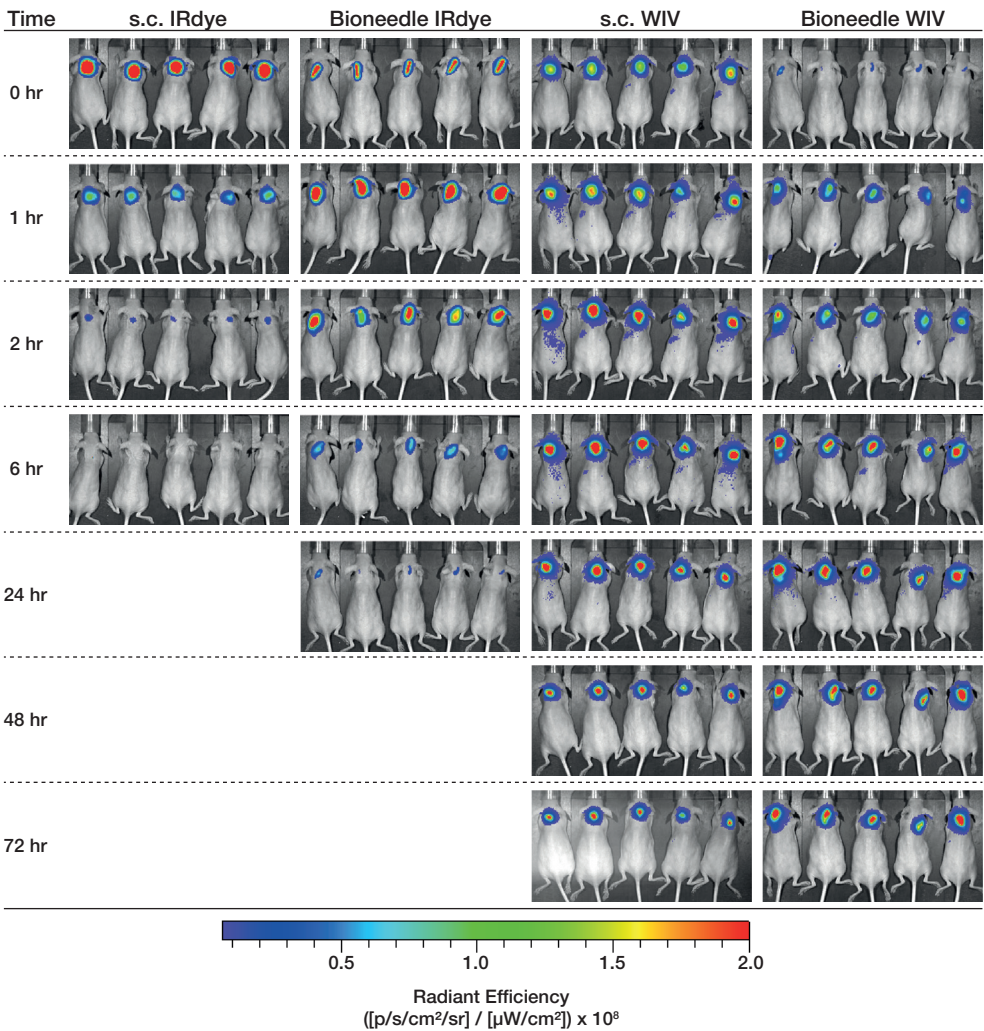 Time s.c. IRdye Bioneedle IRdye s.c. WIV Bioneedle WIV
0 hr
1 hr
2 hr
6 hr
24 hr
48 hr
72 hr
0.5 1.0 1.5 2.0
Radiant Efficiency
([p/s/cm²/sr] / [µW/cm²]) x 10⁸